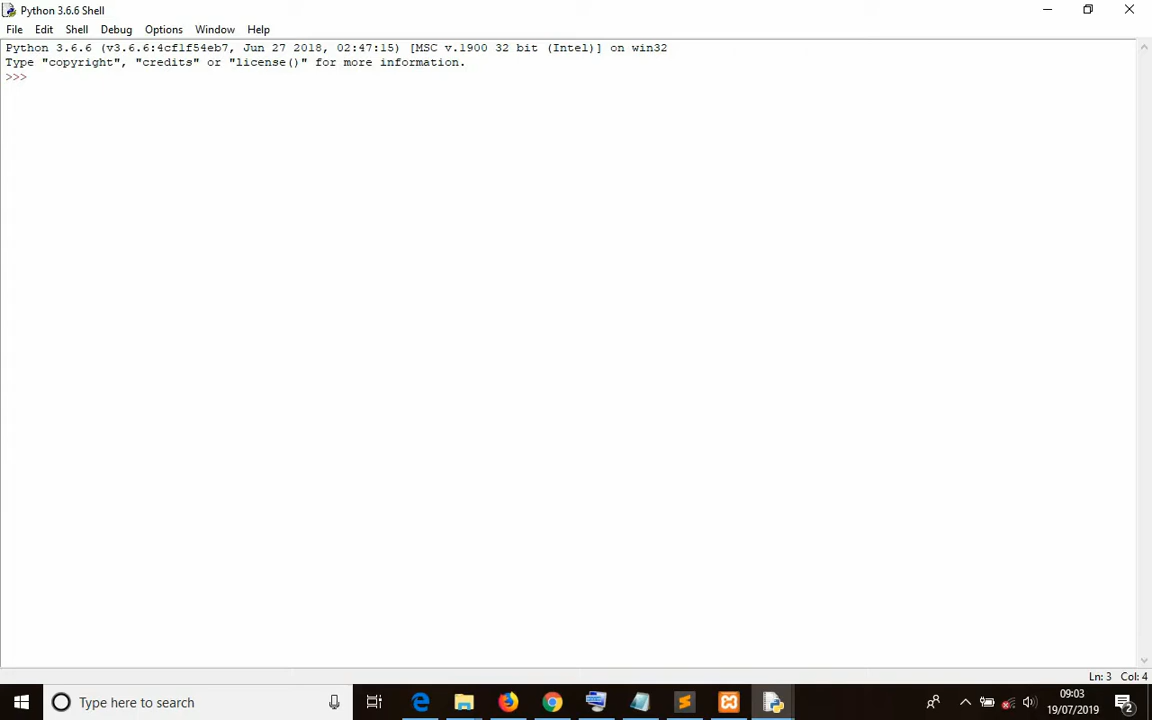 Python 3.6.6 Shell
File Edit Shell Debug Options Window Help
Python 3.6.6 (v3.6.6:4cf1f54eb7, Jun 27 2018, 02:47:15) [MSC v.1900 32 bit (Intel)] on win32
Type "copyright", "credits" or "license()" for more information.
>>>
Ln: 3 Col: 4
Type here to search
09:03
19/07/2019
2